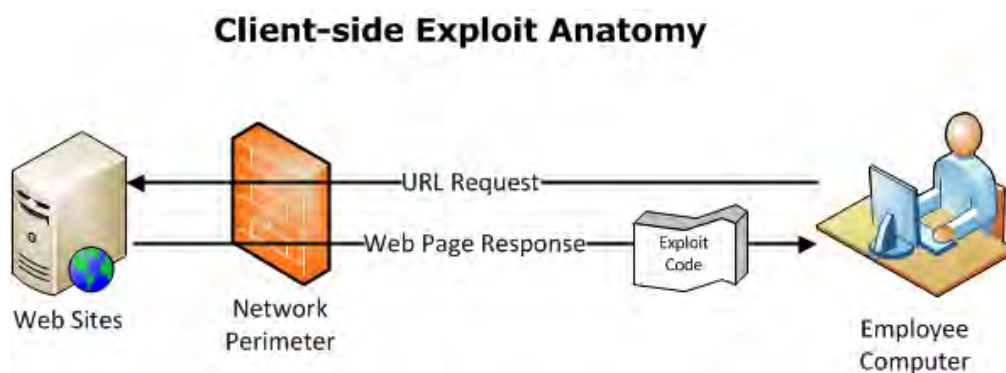 Client-side Exploit Anatomy
URL Request
Web Page Response
Exploit
Code
Web Sites
Network
Perimeter
Employee
Computer